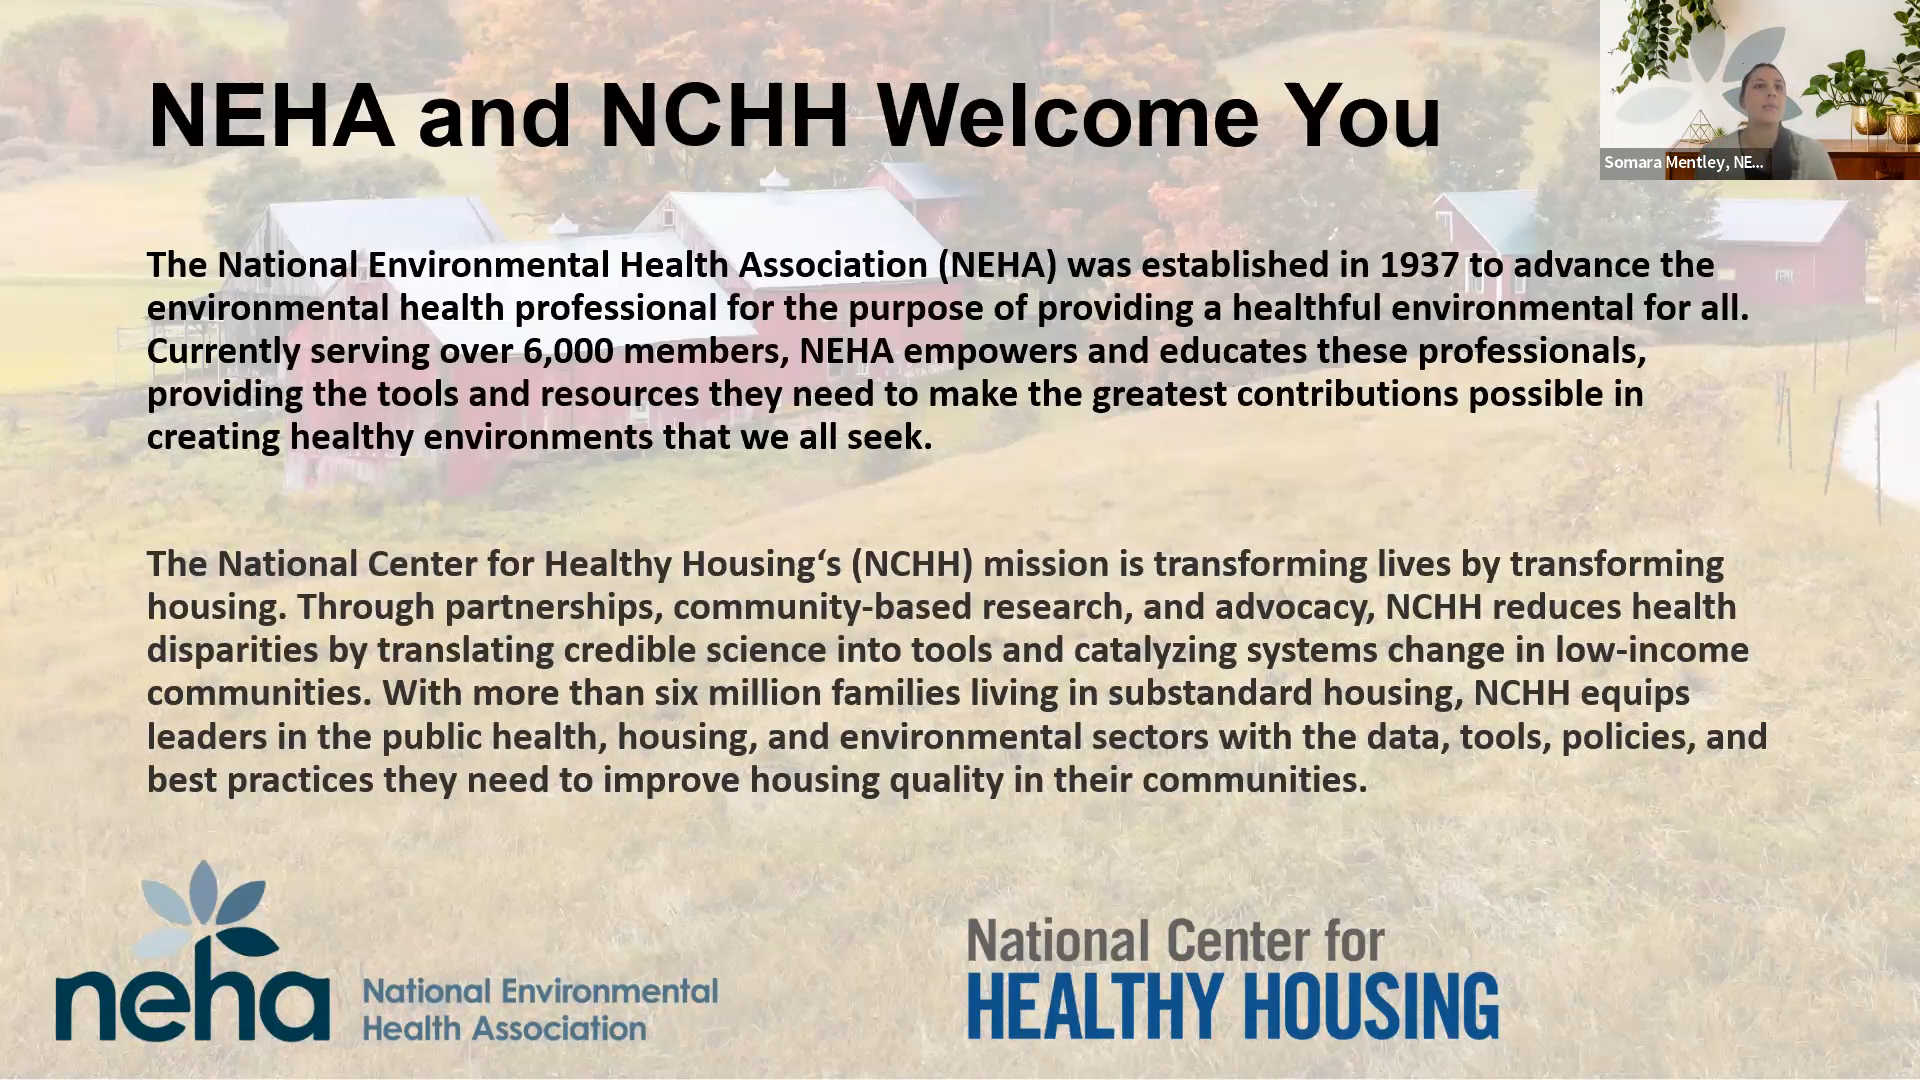 NEHA and NCHH Welcome You
Somara Mentley, NE...
The National Environmental Health Association (NEHA) was established in 1937 to advance the
environmental health professional for the purpose of providing a healthful environmental for all.
Currently serving over 6,000 members, NEHA empowers and educates these professionals,
providing the tools and resources they need to make the greatest contributions possible in
creating healthy environments that we all seek.
The National Center for Healthy Housing‘s (NCHH) mission is transforming lives by transforming
housing. Through partnerships, community-based research, and advocacy, NCHH reduces health
disparities by translating credible science into tools and catalyzing systems change in low-income
communities. With more than six million families living in substandard housing, NCHH equips
leaders in the public health, housing, and environmental sectors with the data, tools, policies, and
best practices they need to improve housing quality in their communities.
neha
National Environmental
Health Association
National Center for
HEALTHY HOUSING